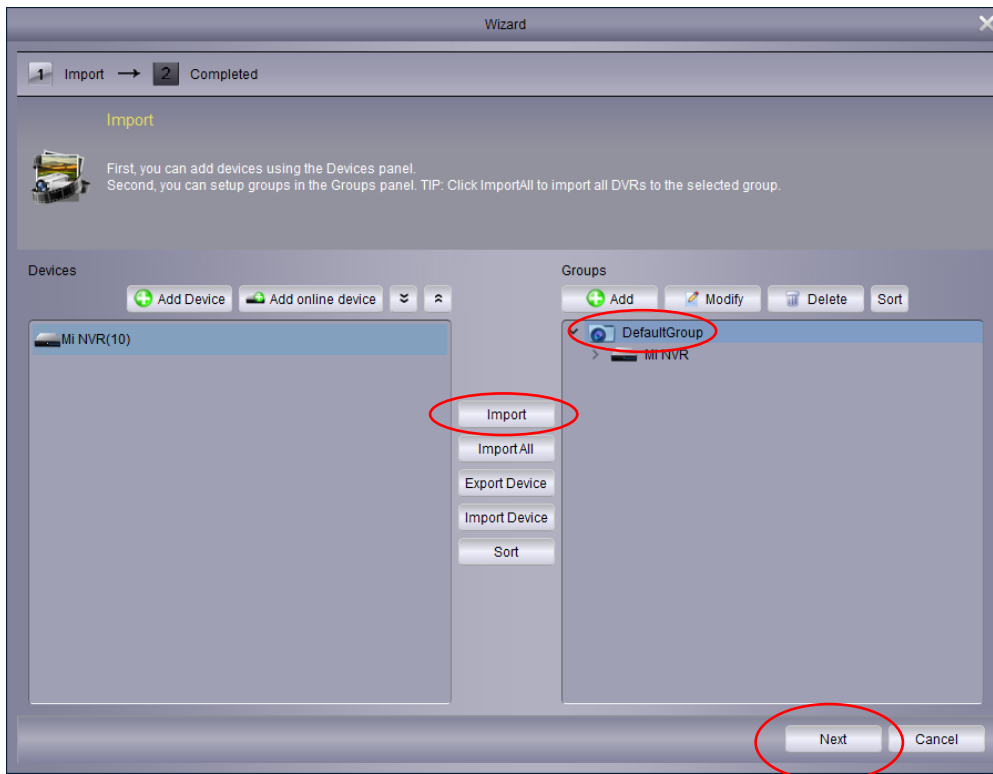 Wizard
1 Import → 2 Completed
Import
First, you can add devices using the Devices panel.
Second, you can setup groups in the Groups panel. TIP: Click ImportAll to import all DVRs to the selected group.
Devices
Groups
Add Device Add online device
Add Modify Delete Sort
Mi NVR(10)
DefaultGroup
Mi NVR
Import
Import All
Export Device
Import Device
Sort
Next Cancel